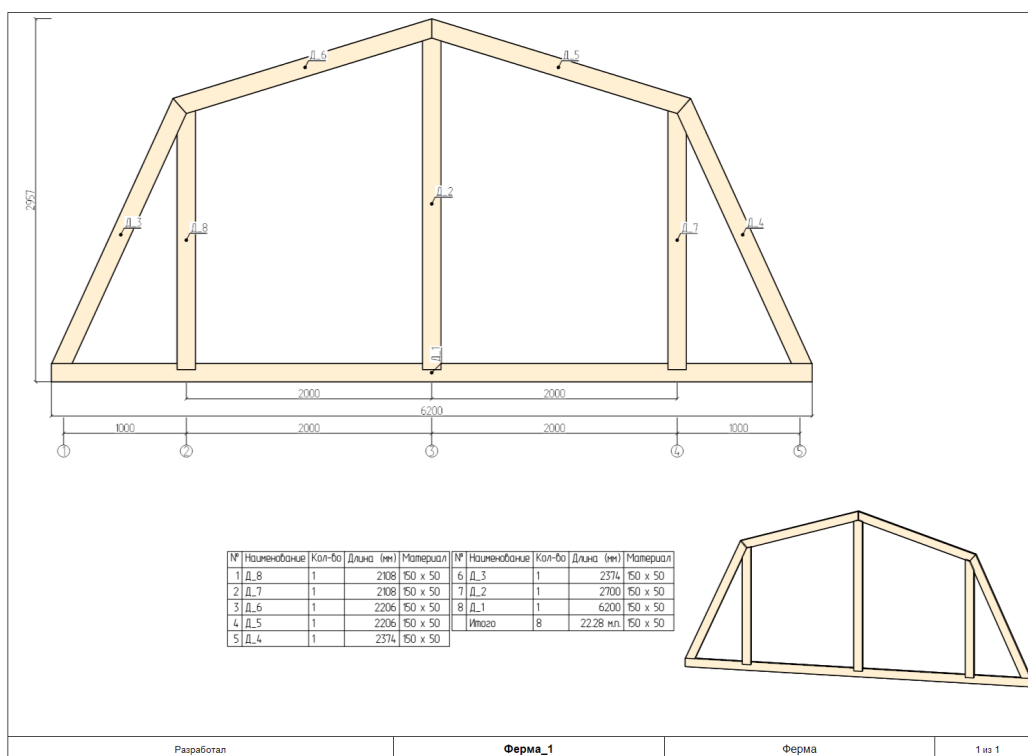 Д_6
Д_5
2957
Д_2
Д_3
Д_8
Д_7
Д_4
Д_1
2000
2000
6200
1000
2000
2000
1000
1
2
3
4
5
№ Наименование Кол-во Длина (мм) Материал
1 Д_8 1 2108 150 x 50
2 Д_7 1 2108 150 x 50
3 Д_6 1 2206 150 x 50
4 Д_5 1 2206 150 x 50
5 Д_4 1 2374 150 x 50
№ Наименование Кол-во Длина (мм) Материал
6 Д_3 1 2374 150 x 50
7 Д_2 1 2700 150 x 50
8 Д_1 1 6200 150 x 50
Итого 8 22.28 м.п. 150 x 50
Разработал
Ферма_1
Ферма
1 из 1